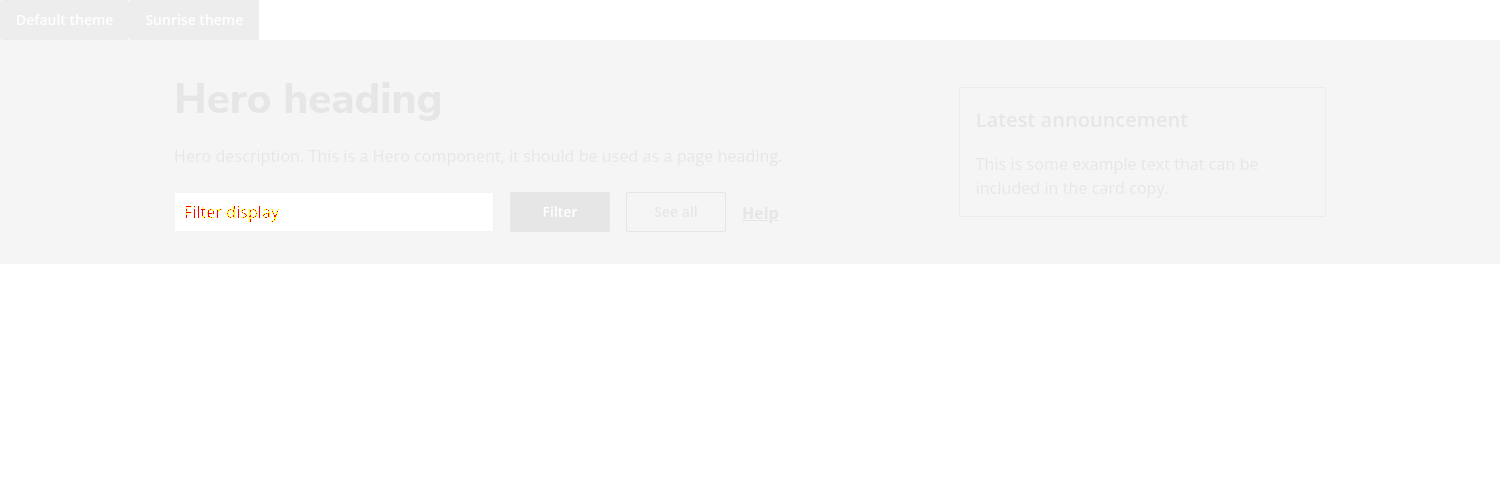 Default theme Sunrise theme
Hero heading
Hero description. This is a Hero component, it should be used as a page heading.
Filter display Filter See all Help
Latest announcement
This is some example text that can be
included in the card copy.